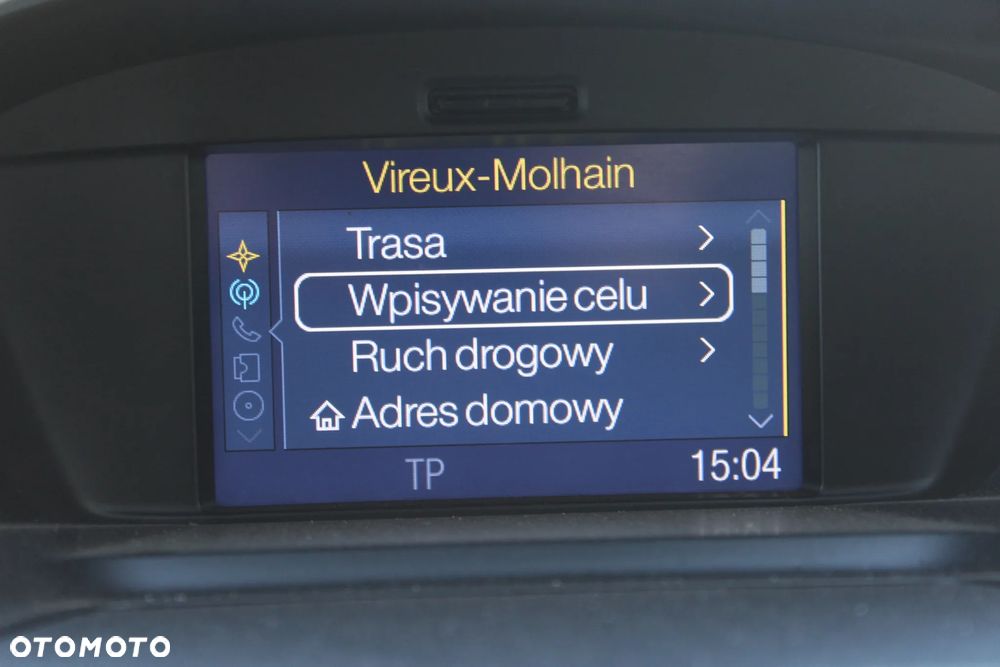 Vireux-Molhain
Trasa
Wpisywanie celu
Ruch drogowy
Adres domowy
TP
15:04
OTOMOTO